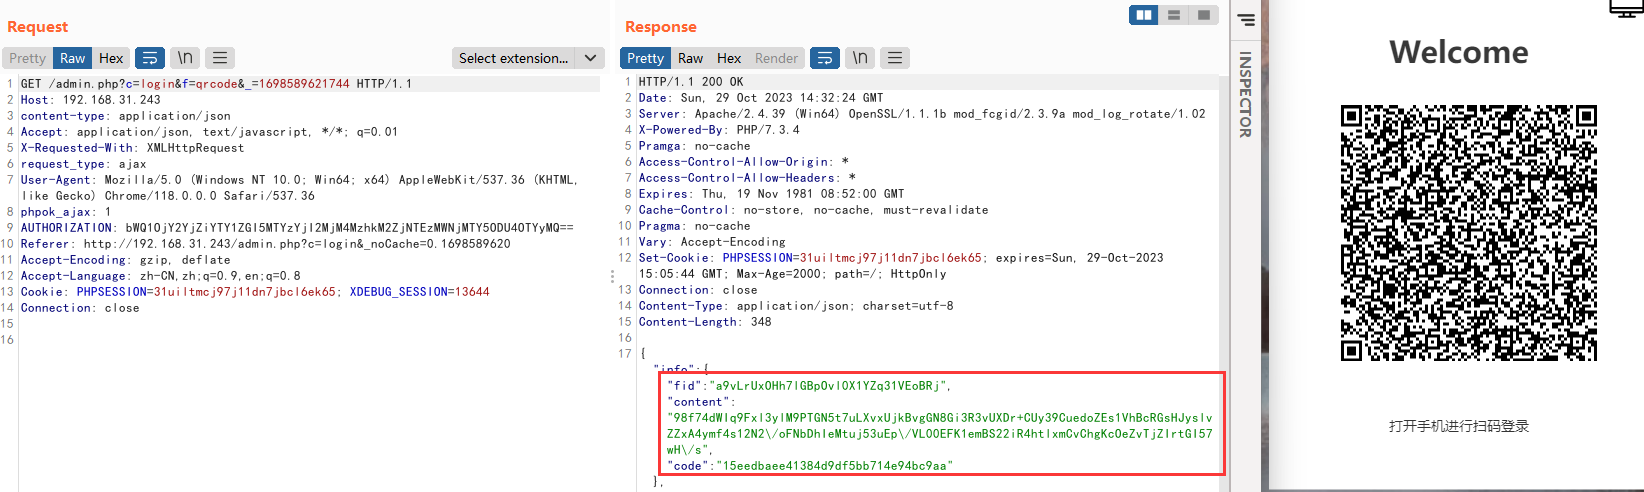 Request
Pretty Raw Hex \n Select extension...
1 GET /admin.php?c=login&f=qrcode&_=1698589621744 HTTP/1.1
2 Host: 192.168.31.243
3 content-type: application/json
4 Accept: application/json, text/javascript, */*; q=0.01
5 X-Requested-With: XMLHttpRequest
6 request_type: ajax
7 User-Agent: Mozilla/5.0 (Windows NT 10.0; Win64; x64) AppleWebKit/537.36 (KHTML,
like Gecko) Chrome/118.0.0.0 Safari/537.36
8 phpok_ajax: 1
9 AUTHORIZATION: bWQ1OjY2YjZiYTY1ZGI5MTYzYjI2MjM4MzhkM2ZjNTEzMWNjMTY5ODU4OTYyMQ==
10 Referer: http://192.168.31.243/admin.php?c=login&_noCache=0.1698589620
11 Accept-Encoding: gzip, deflate
12 Accept-Language: zh-CN,zh;q=0.9,en;q=0.8
13 Cookie: PHPSESSION=31uiltmcj97j11dn7jbcl6ek65; XDEBUG_SESSION=13644
14 Connection: close
15
16
Response
Pretty Raw Hex Render \n
1 HTTP/1.1 200 OK
2 Date: Sun, 29 Oct 2023 14:32:24 GMT
3 Server: Apache/2.4.39 (Win64) OpenSSL/1.1.1b mod_fcgid/2.3.9a mod_log_rotate/1.02
4 X-Powered-By: PHP/7.3.4
5 Pramga: no-cache
6 Access-Control-Allow-Origin: *
7 Access-Control-Allow-Headers: *
8 Expires: Thu, 19 Nov 1981 08:52:00 GMT
9 Cache-Control: no-store, no-cache, must-revalidate
10 Pragma: no-cache
11 Vary: Accept-Encoding
12 Set-Cookie: PHPSESSION=31uiltmcj97j11dn7jbcl6ek65; expires=Sun, 29-Oct-2023
15:05:44 GMT; Max-Age=2000; path=/; HttpOnly
13 Connection: close
14 Content-Type: application/json; charset=utf-8
15 Content-Length: 348
16
17 {
"info":{
"fid":"a9vLrUxOHh7lGBpOvlOX1YZq31VEoBRj",
"content":
"98f74dWlq9Fxl3ylM9PTGN5t7uLXvxUjkBvgGN8Gi3R3vUXDr+CUy39CuedoZEs1VhBcRGsHJyslv
ZZxA4ymf4s12N2\/oFNbDhleMtuj53uEp\/VLOOEFK1emBS22iR4htlxmCvChgKcOeZvTjZlrtGl57
wH\/s",
"code":"15eedbaee41384d9df5bb714e94bc9aa"
},
INSPECTOR
Welcome
打开手机进行扫码登录